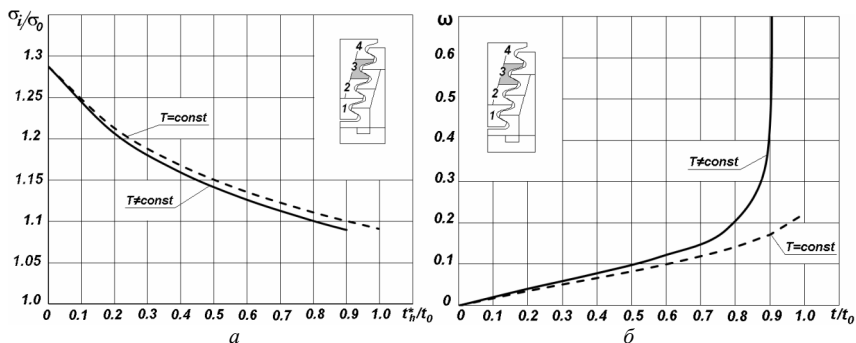 σi/σ0
1.3
1.25
1.2
1.15
1.1
1.05
1.0
0 0.1 0.2 0.3 0.4 0.5 0.6 0.7 0.8 0.9 1.0 t*h/t0
T=const
T≠const
4
3
2
1
а
ω
0.6
0.5
0.4
0.3
0.2
0.1
0
0 0.1 0.2 0.3 0.4 0.5 0.6 0.7 0.8 0.9 1.0 t/t0
4
3
2
1
T≠const
T=const
б